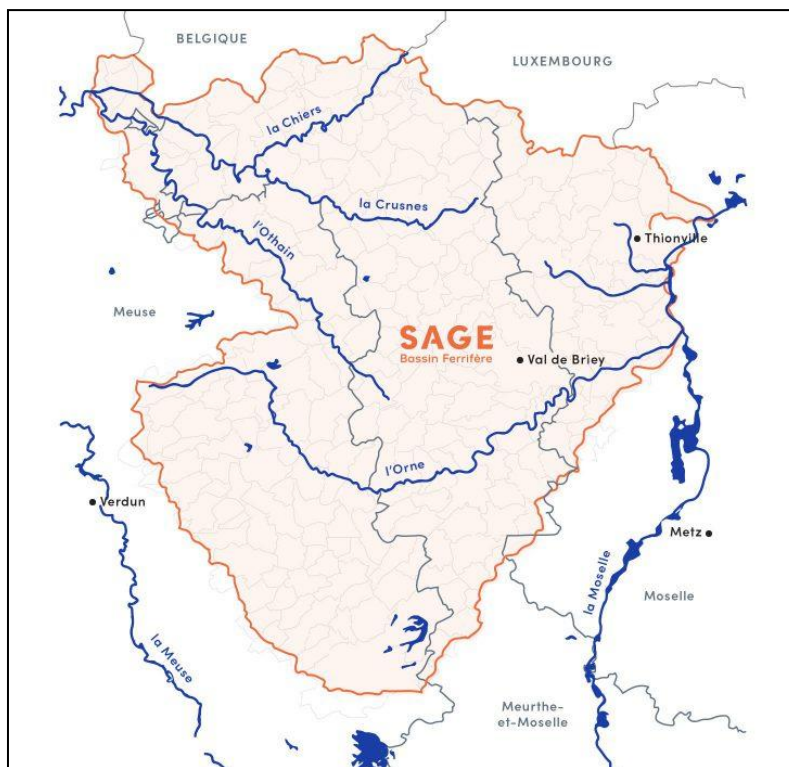 BELGIQUE
LUXEMBOURG
la Chiers
la Crusnes
l'Othain
Thionville
Meuse
SAGE
Bassin Ferrifère
Val de Briey
l'Orne
Verdun
Metz
la Moselle
Moselle
la Meuse
Meurthe-
et-Moselle